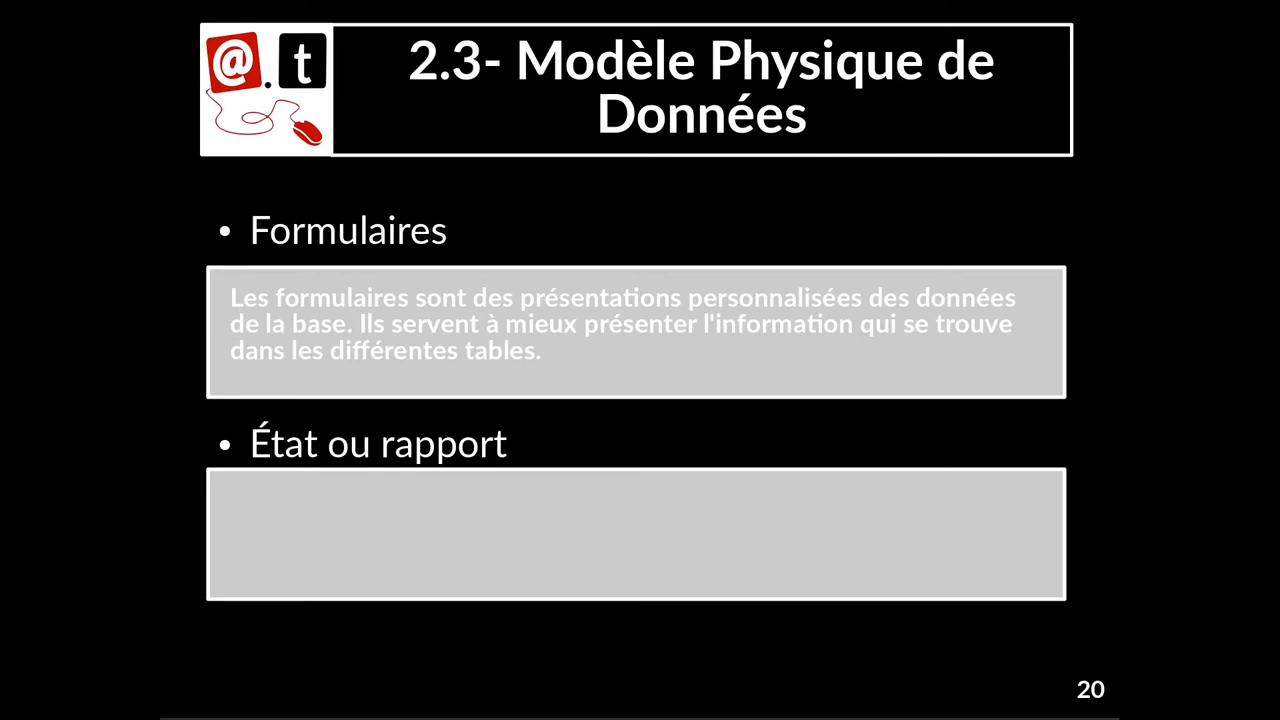 @.t
2.3- Modèle Physique de
Données
• Formulaires
Les formulaires sont des présentations personnalisées des données
de la base. Ils servent à mieux présenter l'information qui se trouve
dans les différentes tables.
• État ou rapport
20